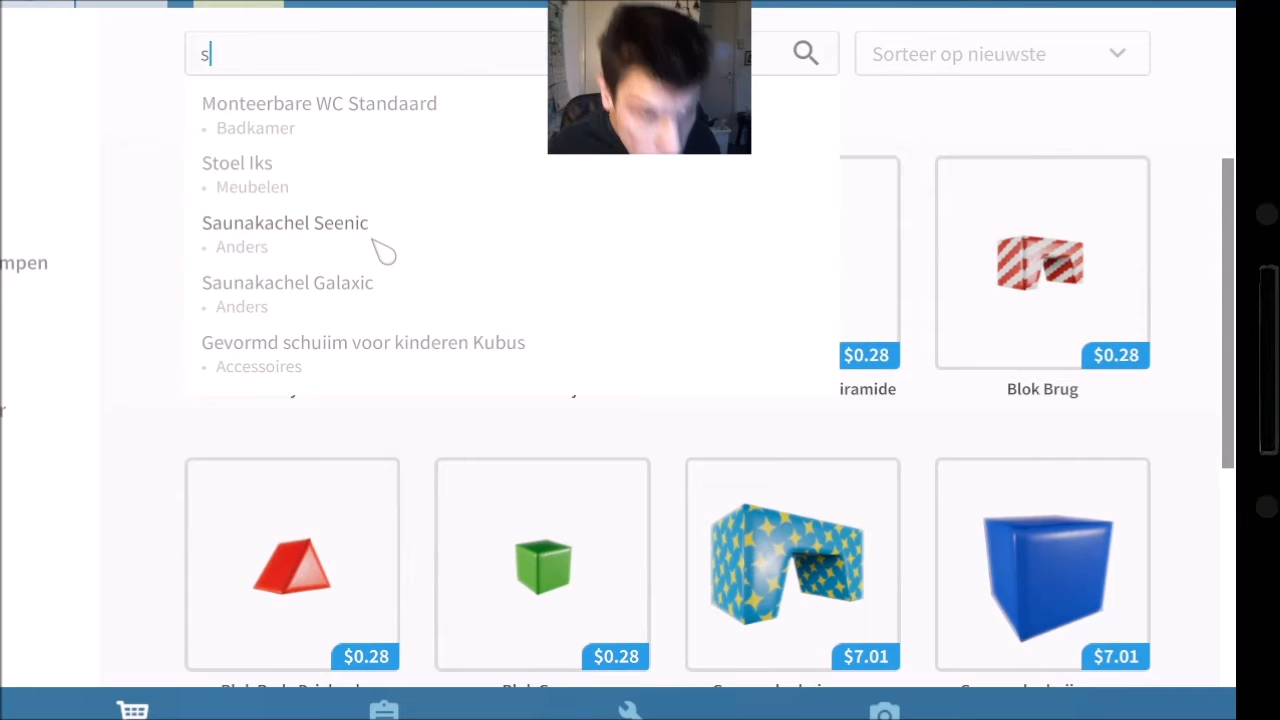 s
Sorteer op nieuwste
Monteerbare WC Standaard
• Badkamer
Stoel Iks
• Meubelen
Saunakachel Seenic
• Anders
Saunakachel Galaxic
• Anders
Gevormd schuiim voor kinderen Kubus
• Accessoires
mpen
r
$0.28
$0.28
iramide
Blok Brug
$0.28
$0.28
$7.01
$7.01